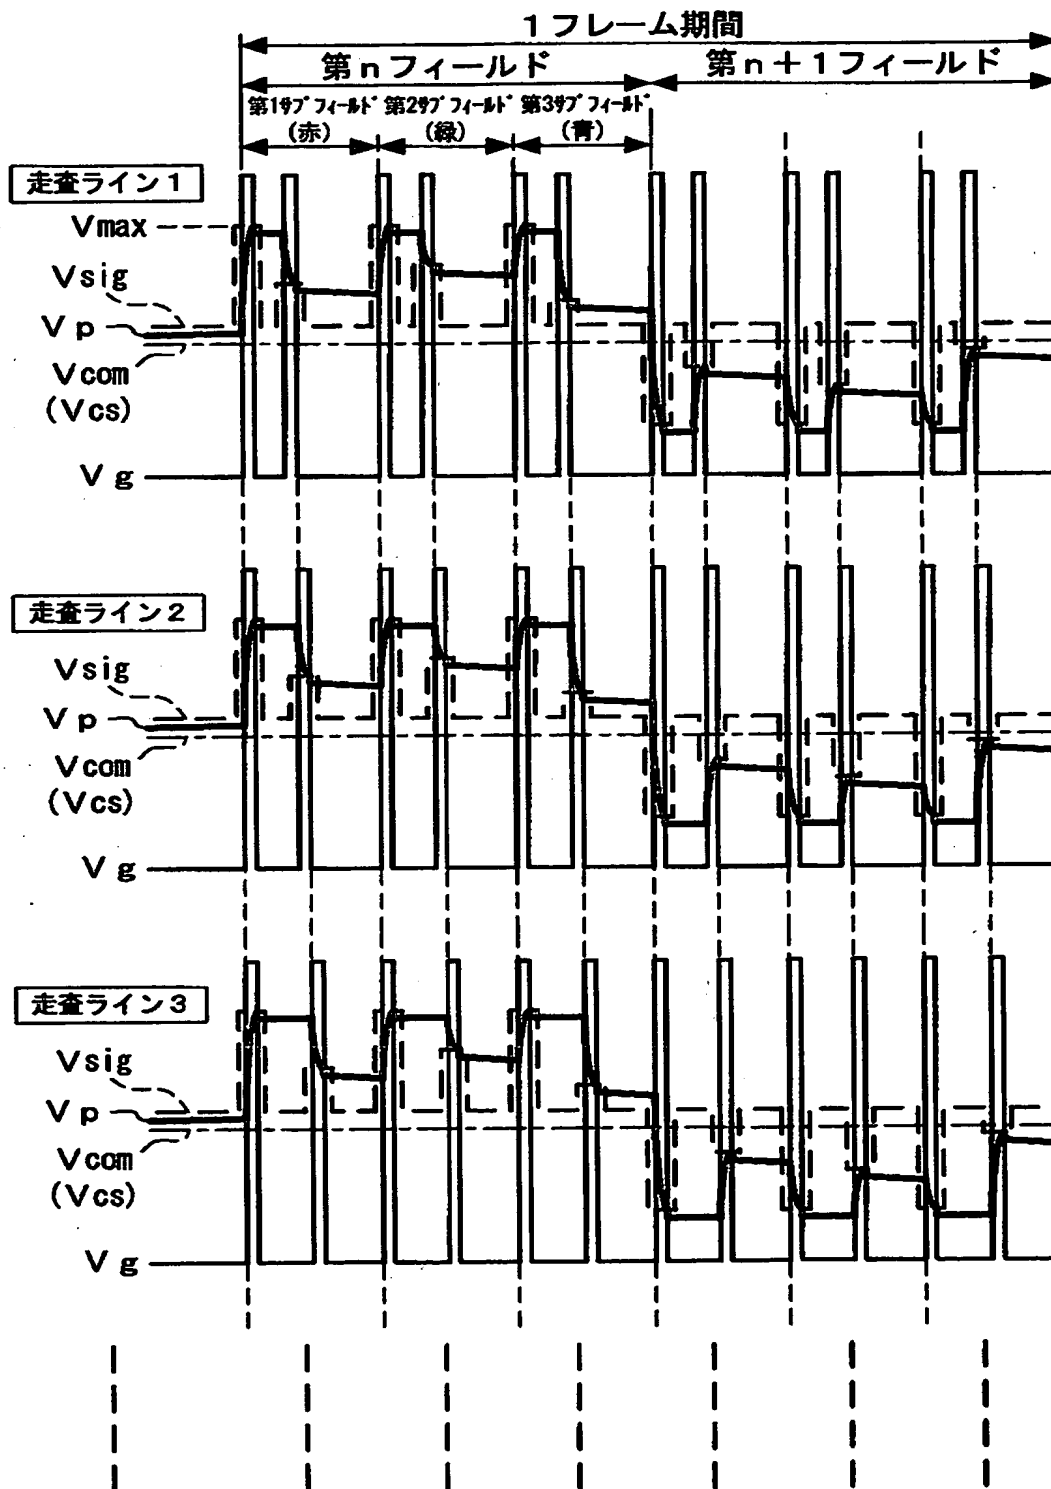 1フレーム期間
第nフィールド
第n+1フィールド
第1ｻﾌﾞﾌｨｰﾙﾄﾞ
(赤)
第2ｻﾌﾞﾌｨｰﾙﾄﾞ
(緑)
第3ｻﾌﾞﾌｨｰﾙﾄﾞ
(青)
走査ライン1
Vmax
Vsig
Vp
Vcom
(Vcs)
Vg
走査ライン2
Vsig
Vp
Vcom
(Vcs)
Vg
走査ライン3
Vsig
Vp
Vcom
(Vcs)
Vg